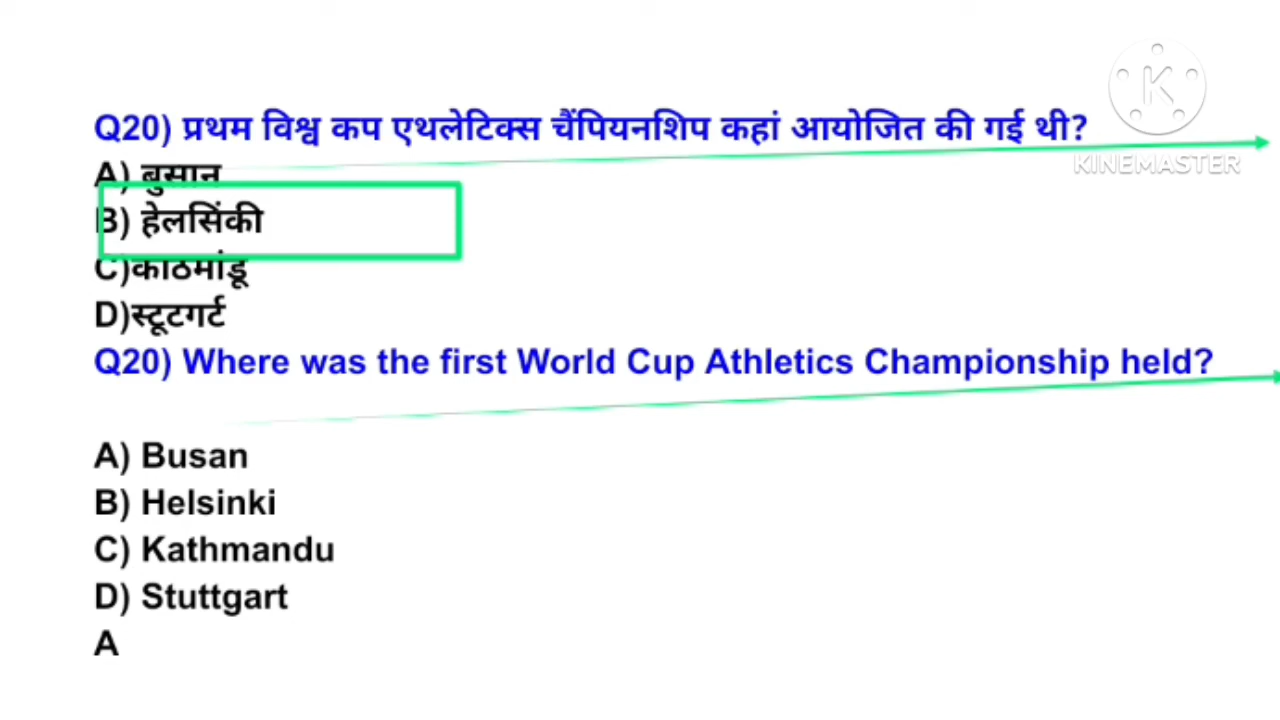 Q20) प्रथम विश्व कप एथलेटिक्स चैंपियनशिप कहां आयोजित की गई थी?
KINEMASTER
A) बुसान
B) हेलसिंकी
C)काठमांडू
D)स्टूटगर्ट
Q20) Where was the first World Cup Athletics Championship held?
A) Busan
B) Helsinki
C) Kathmandu
D) Stuttgart
A